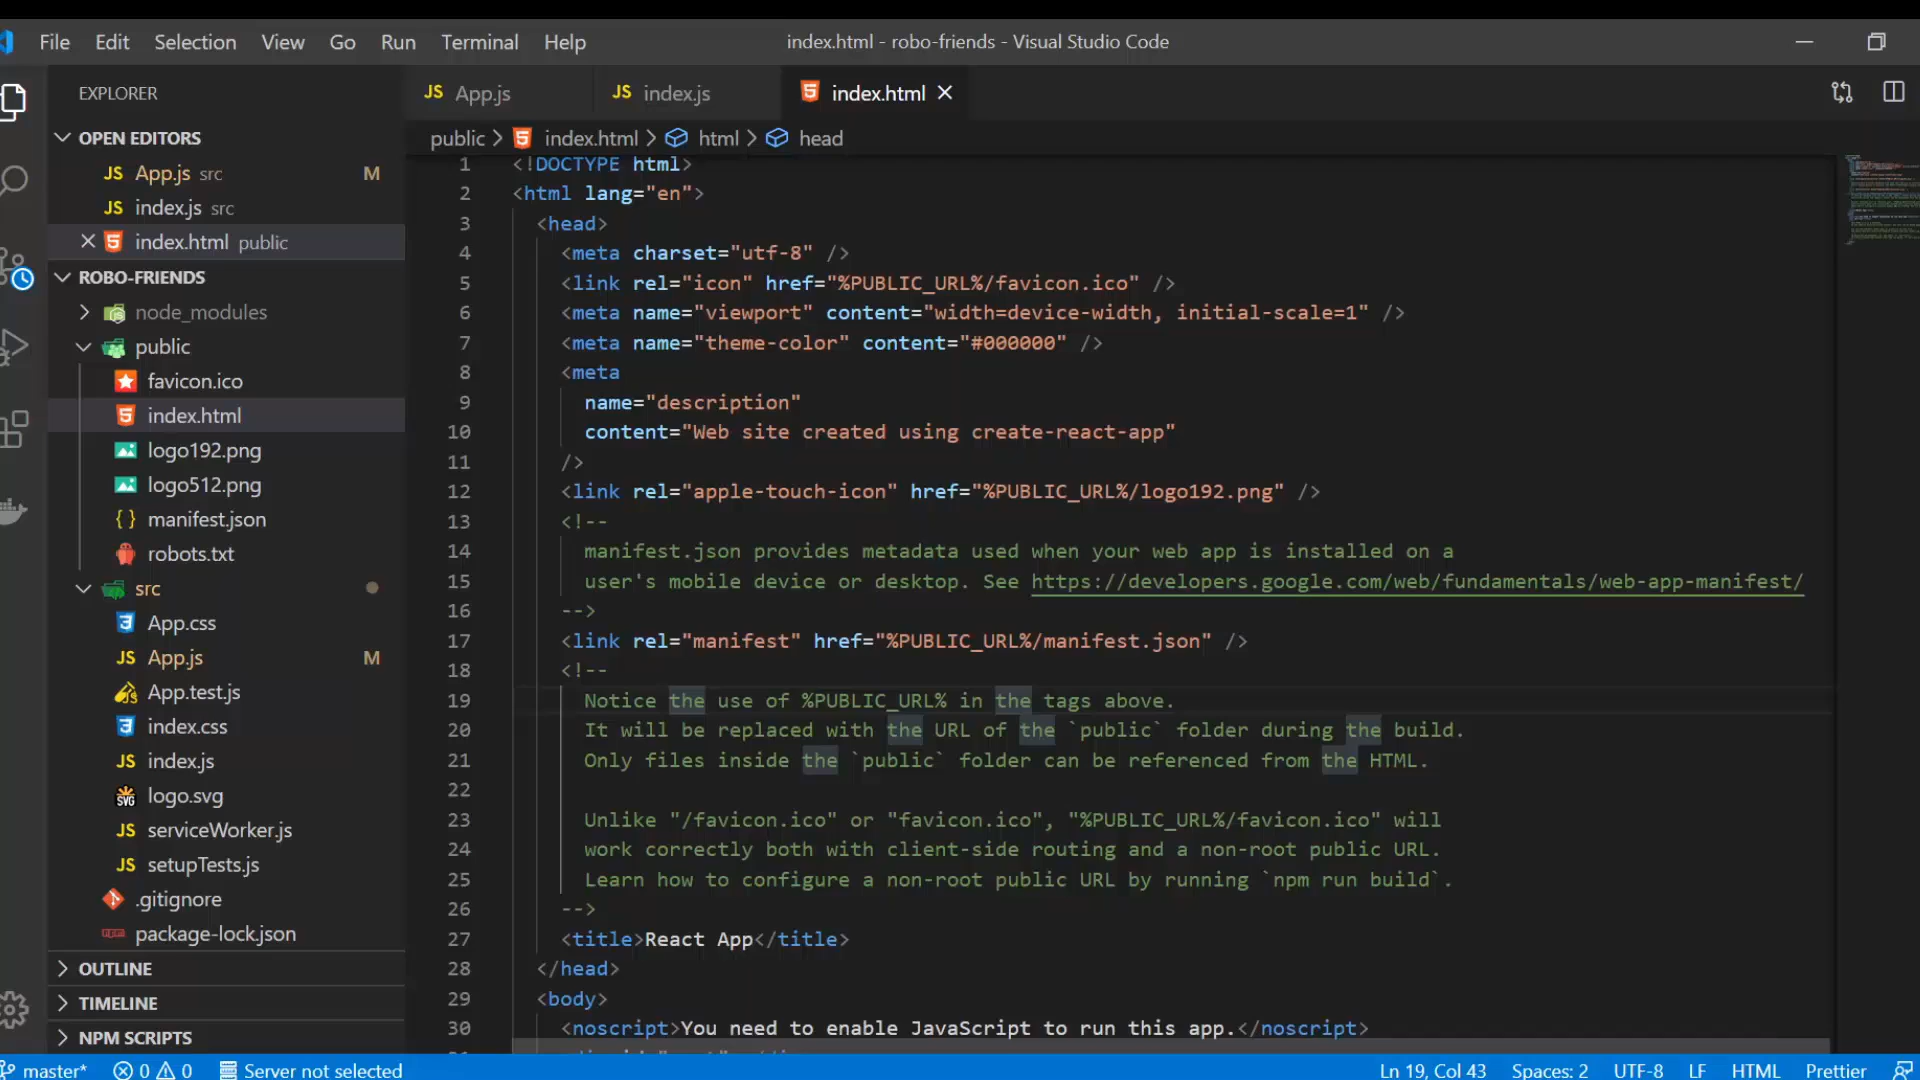 File Edit Selection View Go Run Terminal Help
index.html - robo-friends - Visual Studio Code
EXPLORER
OPEN EDITORS
JS App.js src M
JS index.js src
index.html public
ROBO-FRIENDS
node_modules
public
favicon.ico
index.html
logo192.png
logo512.png
{ } manifest.json
robots.txt
src
App.css
JS App.js M
App.test.js
index.css
JS index.js
SVG logo.svg
JS serviceWorker.js
JS setupTests.js
.gitignore
package-lock.json
OUTLINE
TIMELINE
NPM SCRIPTS
JS App.js JS index.js index.html
public > index.html > html > head
1 <!DOCTYPE html>
2 <html lang="en">
3 <head>
4 <meta charset="utf-8" />
5 <link rel="icon" href="%PUBLIC_URL%/favicon.ico" />
6 <meta name="viewport" content="width=device-width, initial-scale=1" />
7 <meta name="theme-color" content="#000000" />
8 <meta
9 name="description"
10 content="Web site created using create-react-app"
11 />
12 <link rel="apple-touch-icon" href="%PUBLIC_URL%/logo192.png" />
13 <!--
14 manifest.json provides metadata used when your web app is installed on a
15 user's mobile device or desktop. See https://developers.google.com/web/fundamentals/web-app-manifest/
16 -->
17 <link rel="manifest" href="%PUBLIC_URL%/manifest.json" />
18 <!--
19 Notice the use of %PUBLIC_URL% in the tags above.
20 It will be replaced with the URL of the `public` folder during the build.
21 Only files inside the `public` folder can be referenced from the HTML.
22
23 Unlike "/favicon.ico" or "favicon.ico", "%PUBLIC_URL%/favicon.ico" will
24 work correctly both with client-side routing and a non-root public URL.
25 Learn how to configure a non-root public URL by running `npm run build`.
26 -->
27 <title>React App</title>
28 </head>
29 <body>
30 <noscript>You need to enable JavaScript to run this app.</noscript>
master* 0 0 Server not selected Ln 19, Col 43 Spaces: 2 UTF-8 LF HTML Prettier